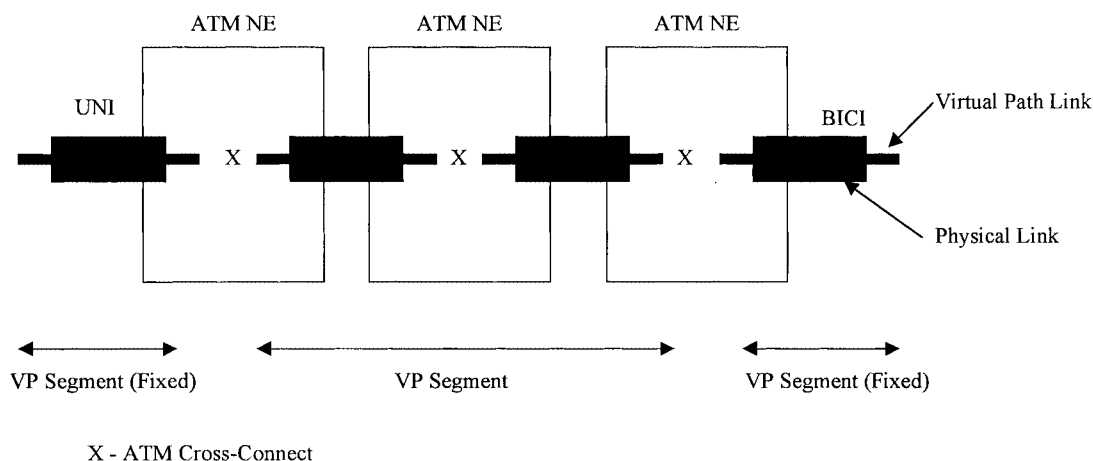 ATM NE ATM NE ATM NE
UNI
Virtual Path Link
BICI
X X X
Physical Link
VP Segment (Fixed) VP Segment VP Segment (Fixed)
X - ATM Cross-Connect